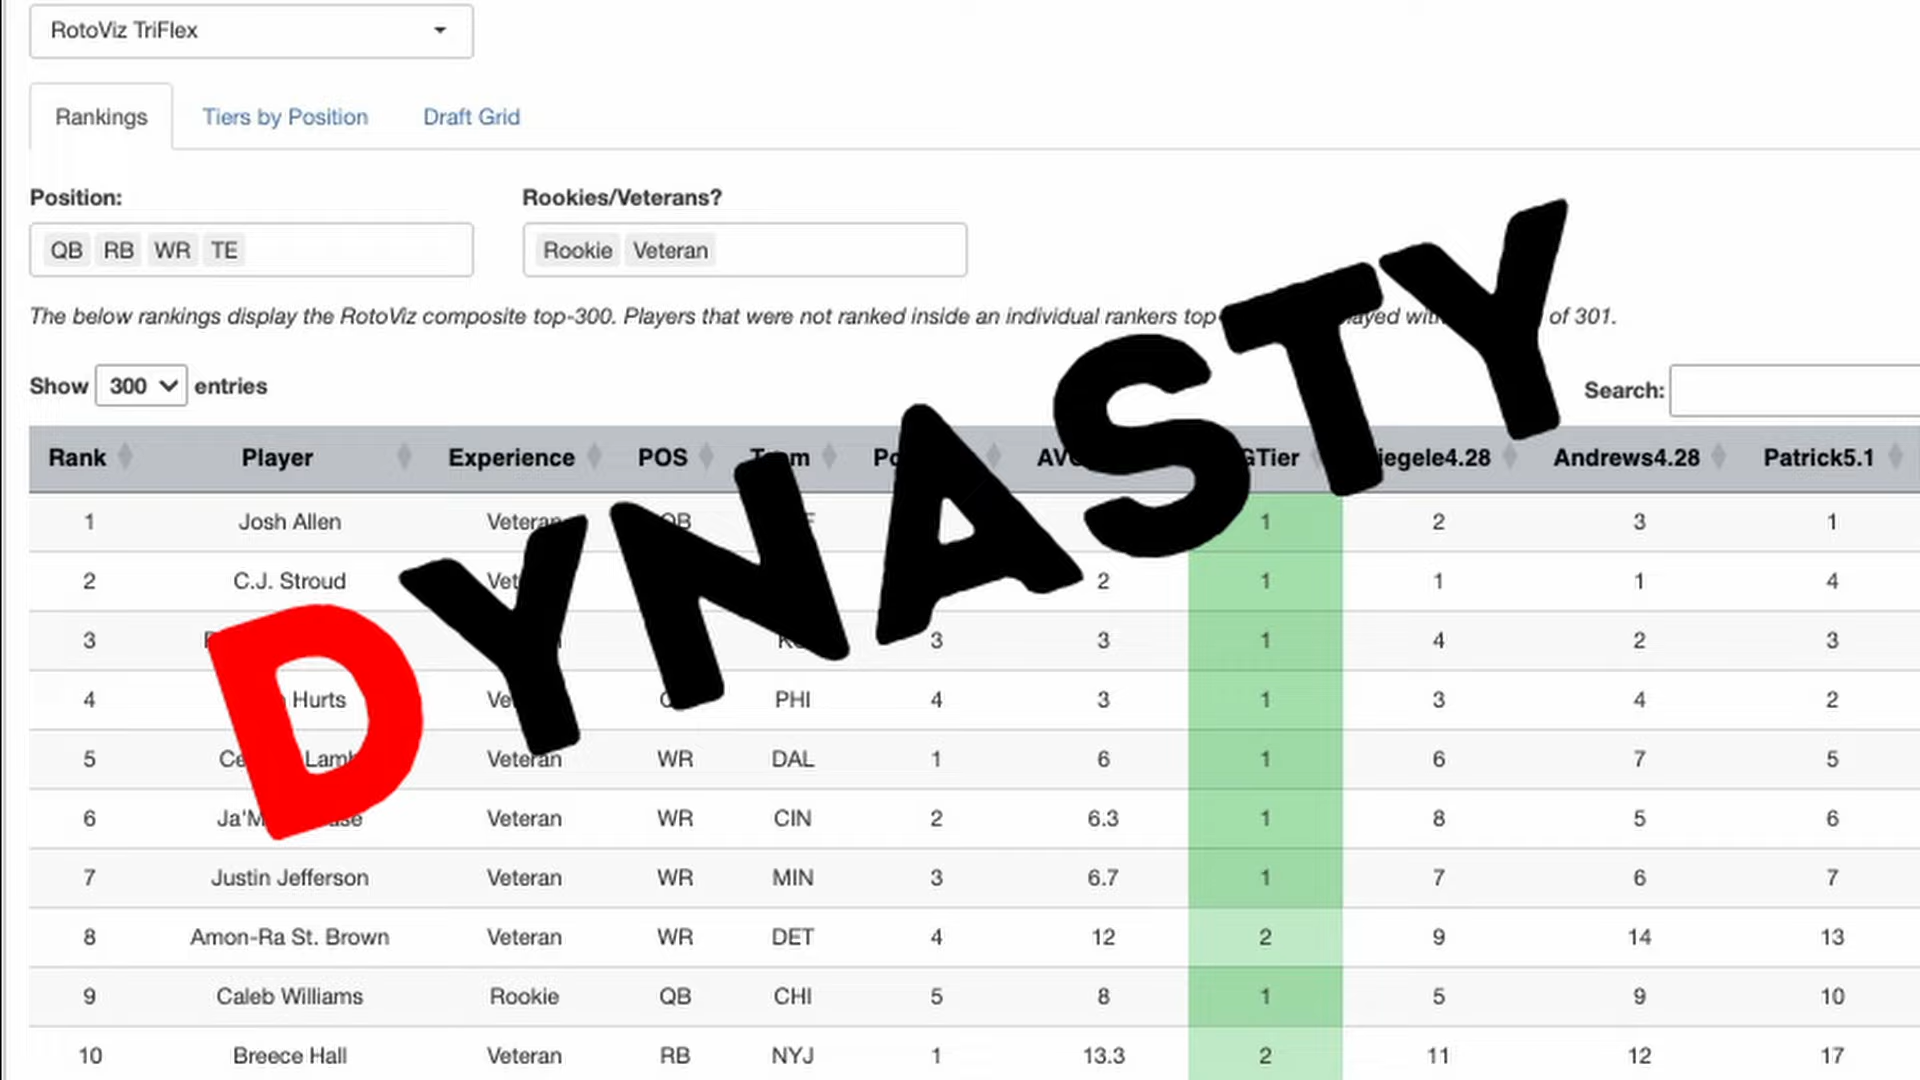 RotoViz TriFlex
Rankings Tiers by Position Draft Grid
Position: Rookies/Veterans?
QB RB WR TE Rookie Veteran
The below rankings display the RotoViz composite top-300. Players that were not ranked inside an individual rankers top of 301.
Show 300 entries Search:
DYNASTY
Rank Player Experience POS Andrews4.28 Patrick5.1
1 Josh Allen Veteran 1 2 3 1
2 C.J. Stroud 2 1 1 1 4
3 3 3 1 4 2 3
4 Hurts PHI 4 3 1 3 4 2
5 Veteran WR DAL 1 6 1 6 7 5
6 Veteran WR CIN 2 6.3 1 8 5 6
7 Justin Jefferson Veteran WR MIN 3 6.7 1 7 6 7
8 Amon-Ra St. Brown Veteran WR DET 4 12 2 9 14 13
9 Caleb Williams Rookie QB CHI 5 8 1 5 9 10
10 Breece Hall Veteran RB NYJ 1 13.3 2 11 12 17